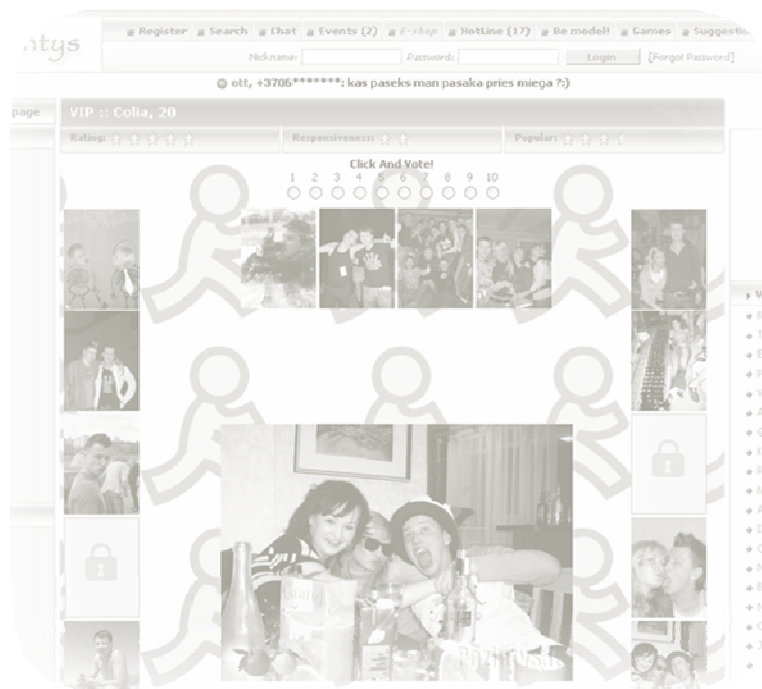 ntys
Register Search Chat Events (2) E-shop Hotline (17) Be model! Games
Nickname: Password: Login [Forgot Password]
ott, +3706*******: kas paseks man pasaka pries miega ?:)
page
VIP :: Colia, 20
Rating: Responsiveness: Popular:
Click And Vote!
1 2 3 4 5 6 7 8 9 10
Grand